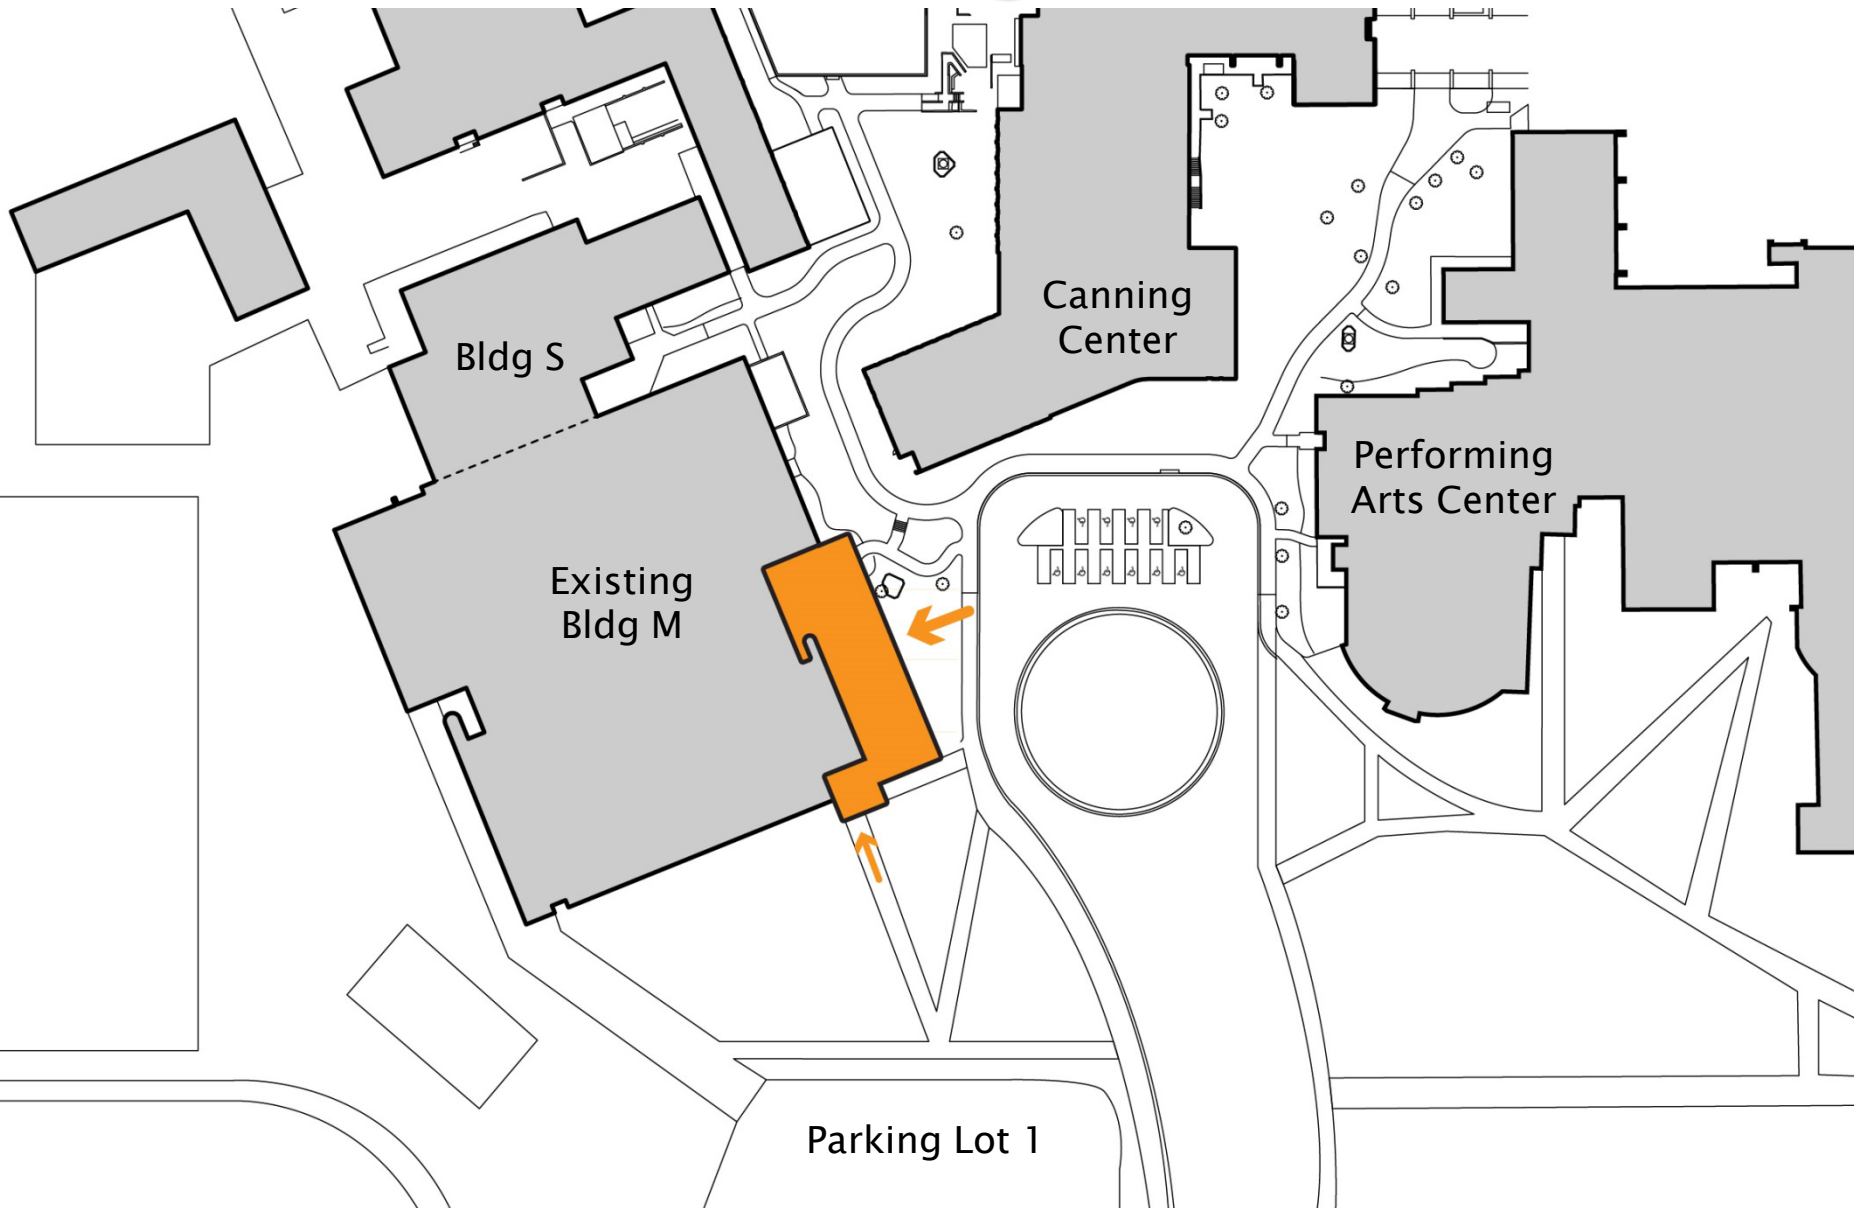 Canning
Center
Bldg S
Performing
Arts Center
Existing
Bldg M
Parking Lot 1